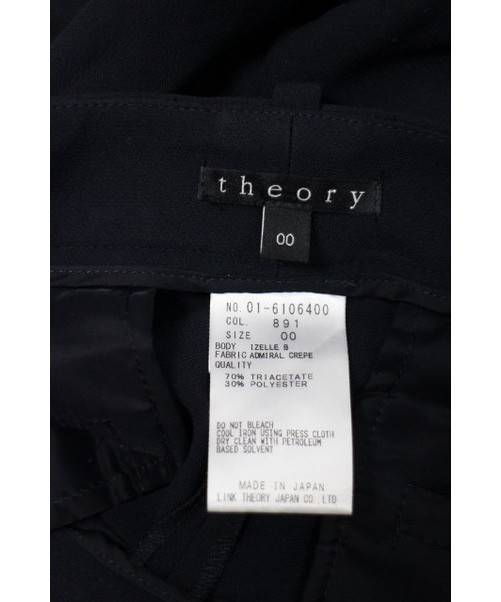 theory
00
NO. 01-6106400
COL. 891
SIZE 00
BODY IZELLE B
FABRIC ADMIRAL CREPE
QUALITY
70% TRIACETATE
30% POLYESTER
DO NOT BLEACH
COOL IRON USING PRESS CLOTH
DRY CLEAN WITH PETROLEUM
BASED SOLVENT
MADE IN JAPAN
LINK THEORY JAPAN CO.,LTD